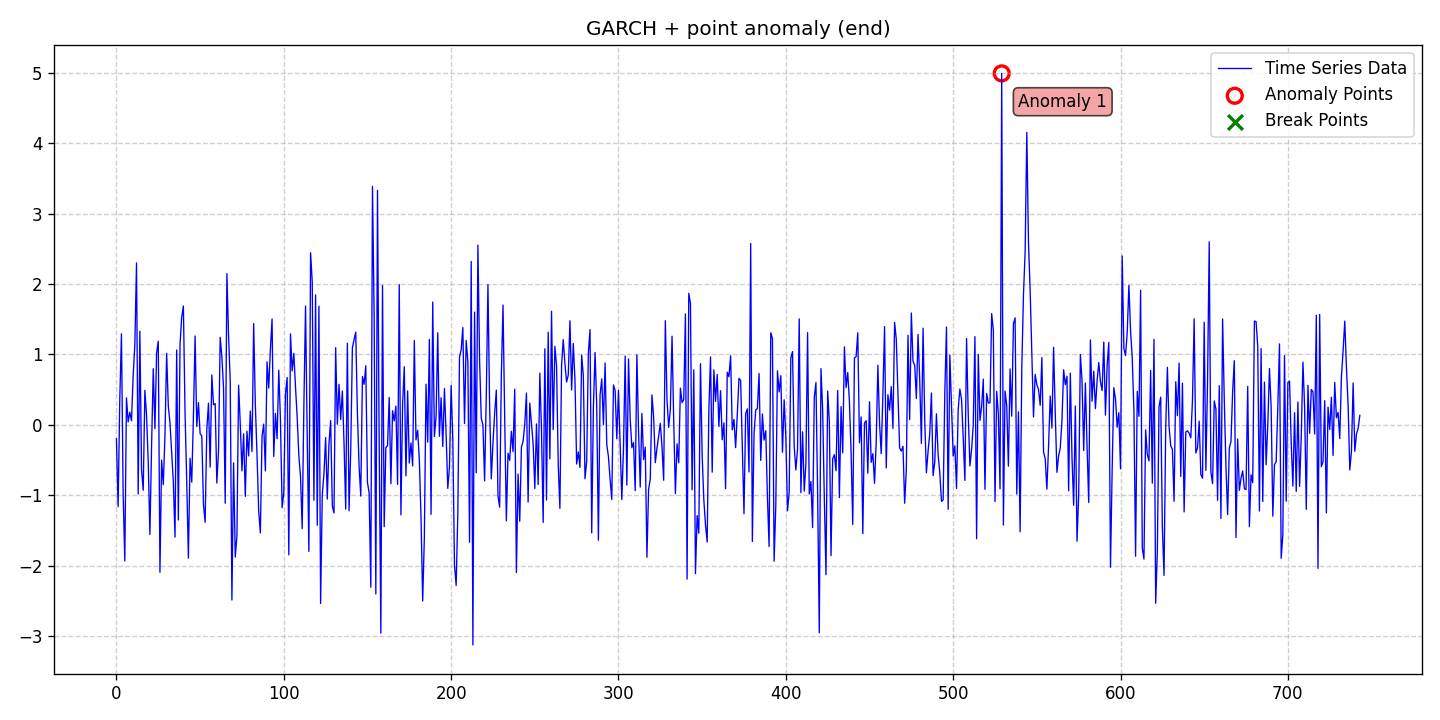 GARCH + point anomaly (end)
Time Series Data
Anomaly Points
Break Points
Anomaly 1
5
4
3
2
1
0
−1
−2
−3
0 100 200 300 400 500 600 700